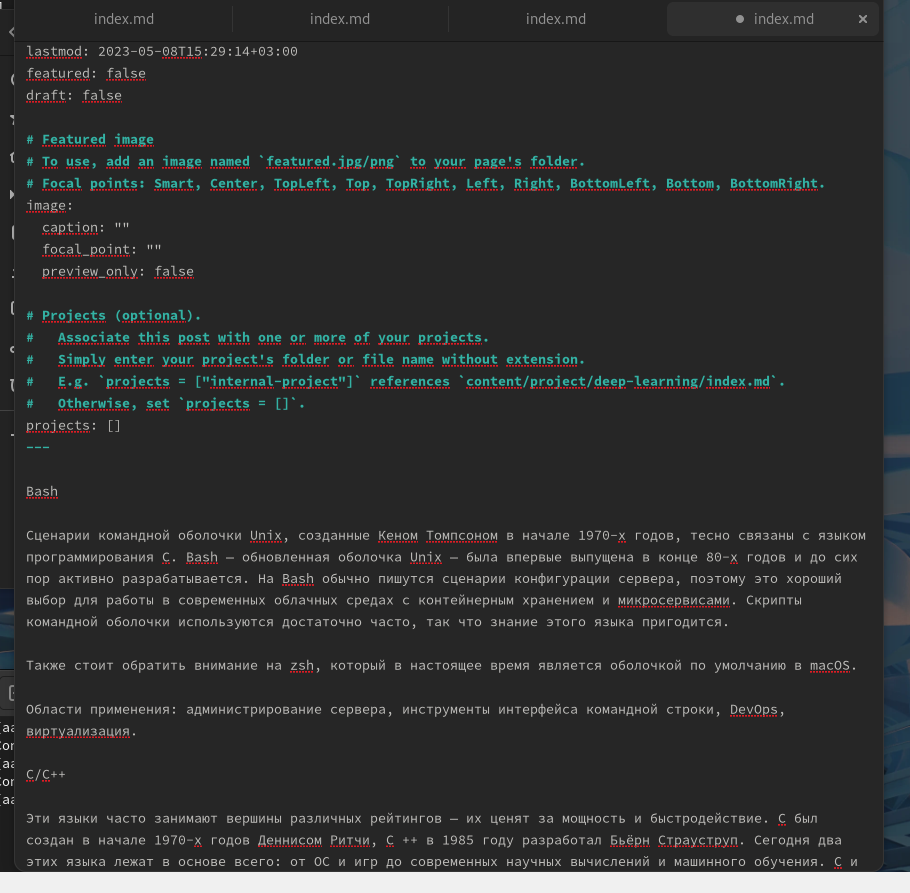 index.md
index.md
index.md
index.md
lastmod: 2023-05-08T15:29:14+03:00
featured: false
draft: false
# Featured image
# To use, add an image named `featured.jpg/png` to your page's folder.
# Focal points: Smart, Center, TopLeft, Top, TopRight, Left, Right, BottomLeft, Bottom, BottomRight.
image:
  caption: ""
  focal_point: ""
  preview_only: false
# Projects (optional).
#   Associate this post with one or more of your projects.
#   Simply enter your project's folder or file name without extension.
#   E.g. `projects = ["internal-project"]` references `content/project/deep-learning/index.md`.
#   Otherwise, set `projects = []`.
projects: []
---
Bash
Сценарии командной оболочки Unix, созданные Кеном Томпсоном в начале 1970-х годов, тесно связаны с языком
программирования C. Bash — обновленная оболочка Unix — была впервые выпущена в конце 80-х годов и до сих
пор активно разрабатывается. На Bash обычно пишутся сценарии конфигурации сервера, поэтому это хороший
выбор для работы в современных облачных средах с контейнерным хранением и микросервисами. Скрипты
командной оболочки используются достаточно часто, так что знание этого языка пригодится.
Также стоит обратить внимание на zsh, который в настоящее время является оболочкой по умолчанию в macOS.
Области применения: администрирование сервера, инструменты интерфейса командной строки, DevOps,
виртуализация.
C/C++
Эти языки часто занимают вершины различных рейтингов — их ценят за мощность и быстродействие. C был
создан в начале 1970-х годов Деннисом Ритчи, C ++ в 1985 году разработал Бьёрн Страуструп. Сегодня два
этих языка лежат в основе всего: от ОС и игр до современных научных вычислений и машинного обучения. C и